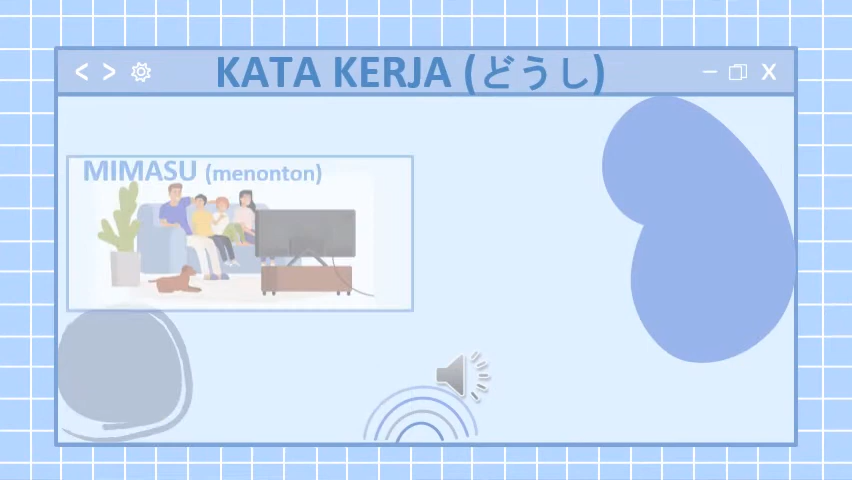 KATA KERJA (どうし)
MIMASU (menonton)